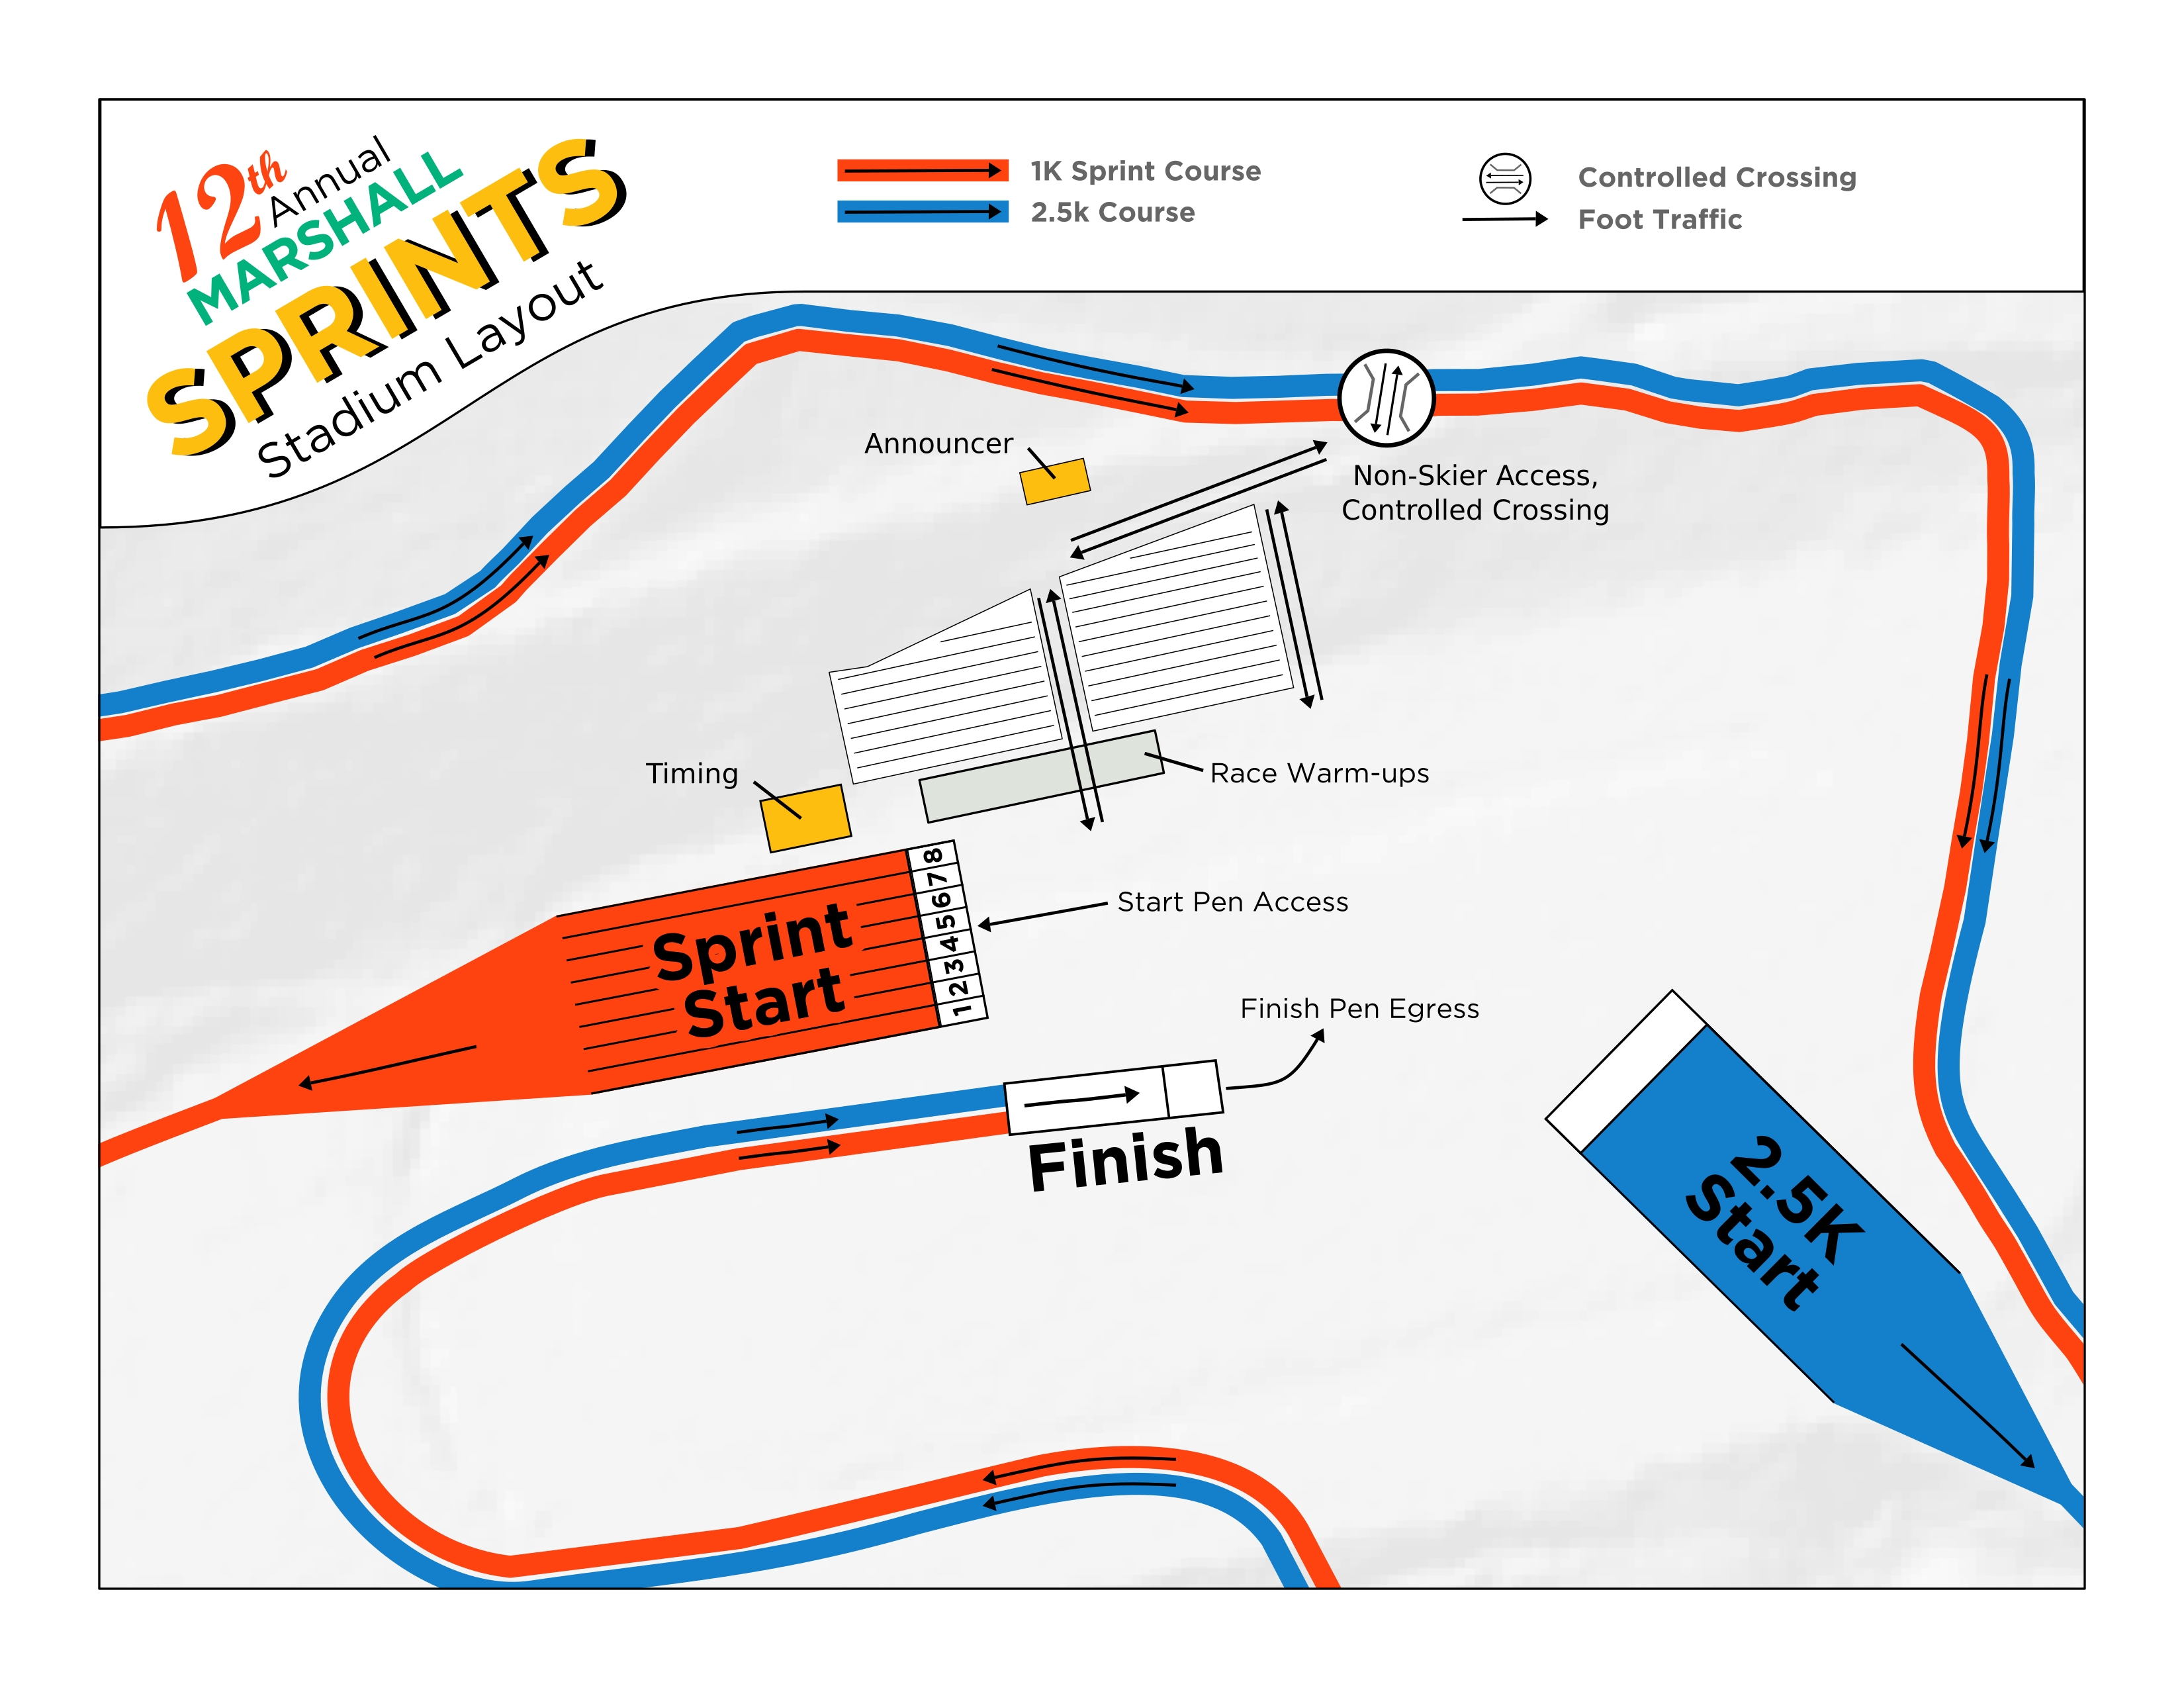 12th Annual
MARSHALL
SPRINTS
Stadium Layout
1K Sprint Course
2.5k Course
Controlled Crossing
Foot Traffic
Announcer
Non-Skier Access,
Controlled Crossing
Timing
Race Warm-ups
8
7
6
5
4
3
2
1
Sprint
Start
Start Pen Access
Finish Pen Egress
Finish
2.5K
Start